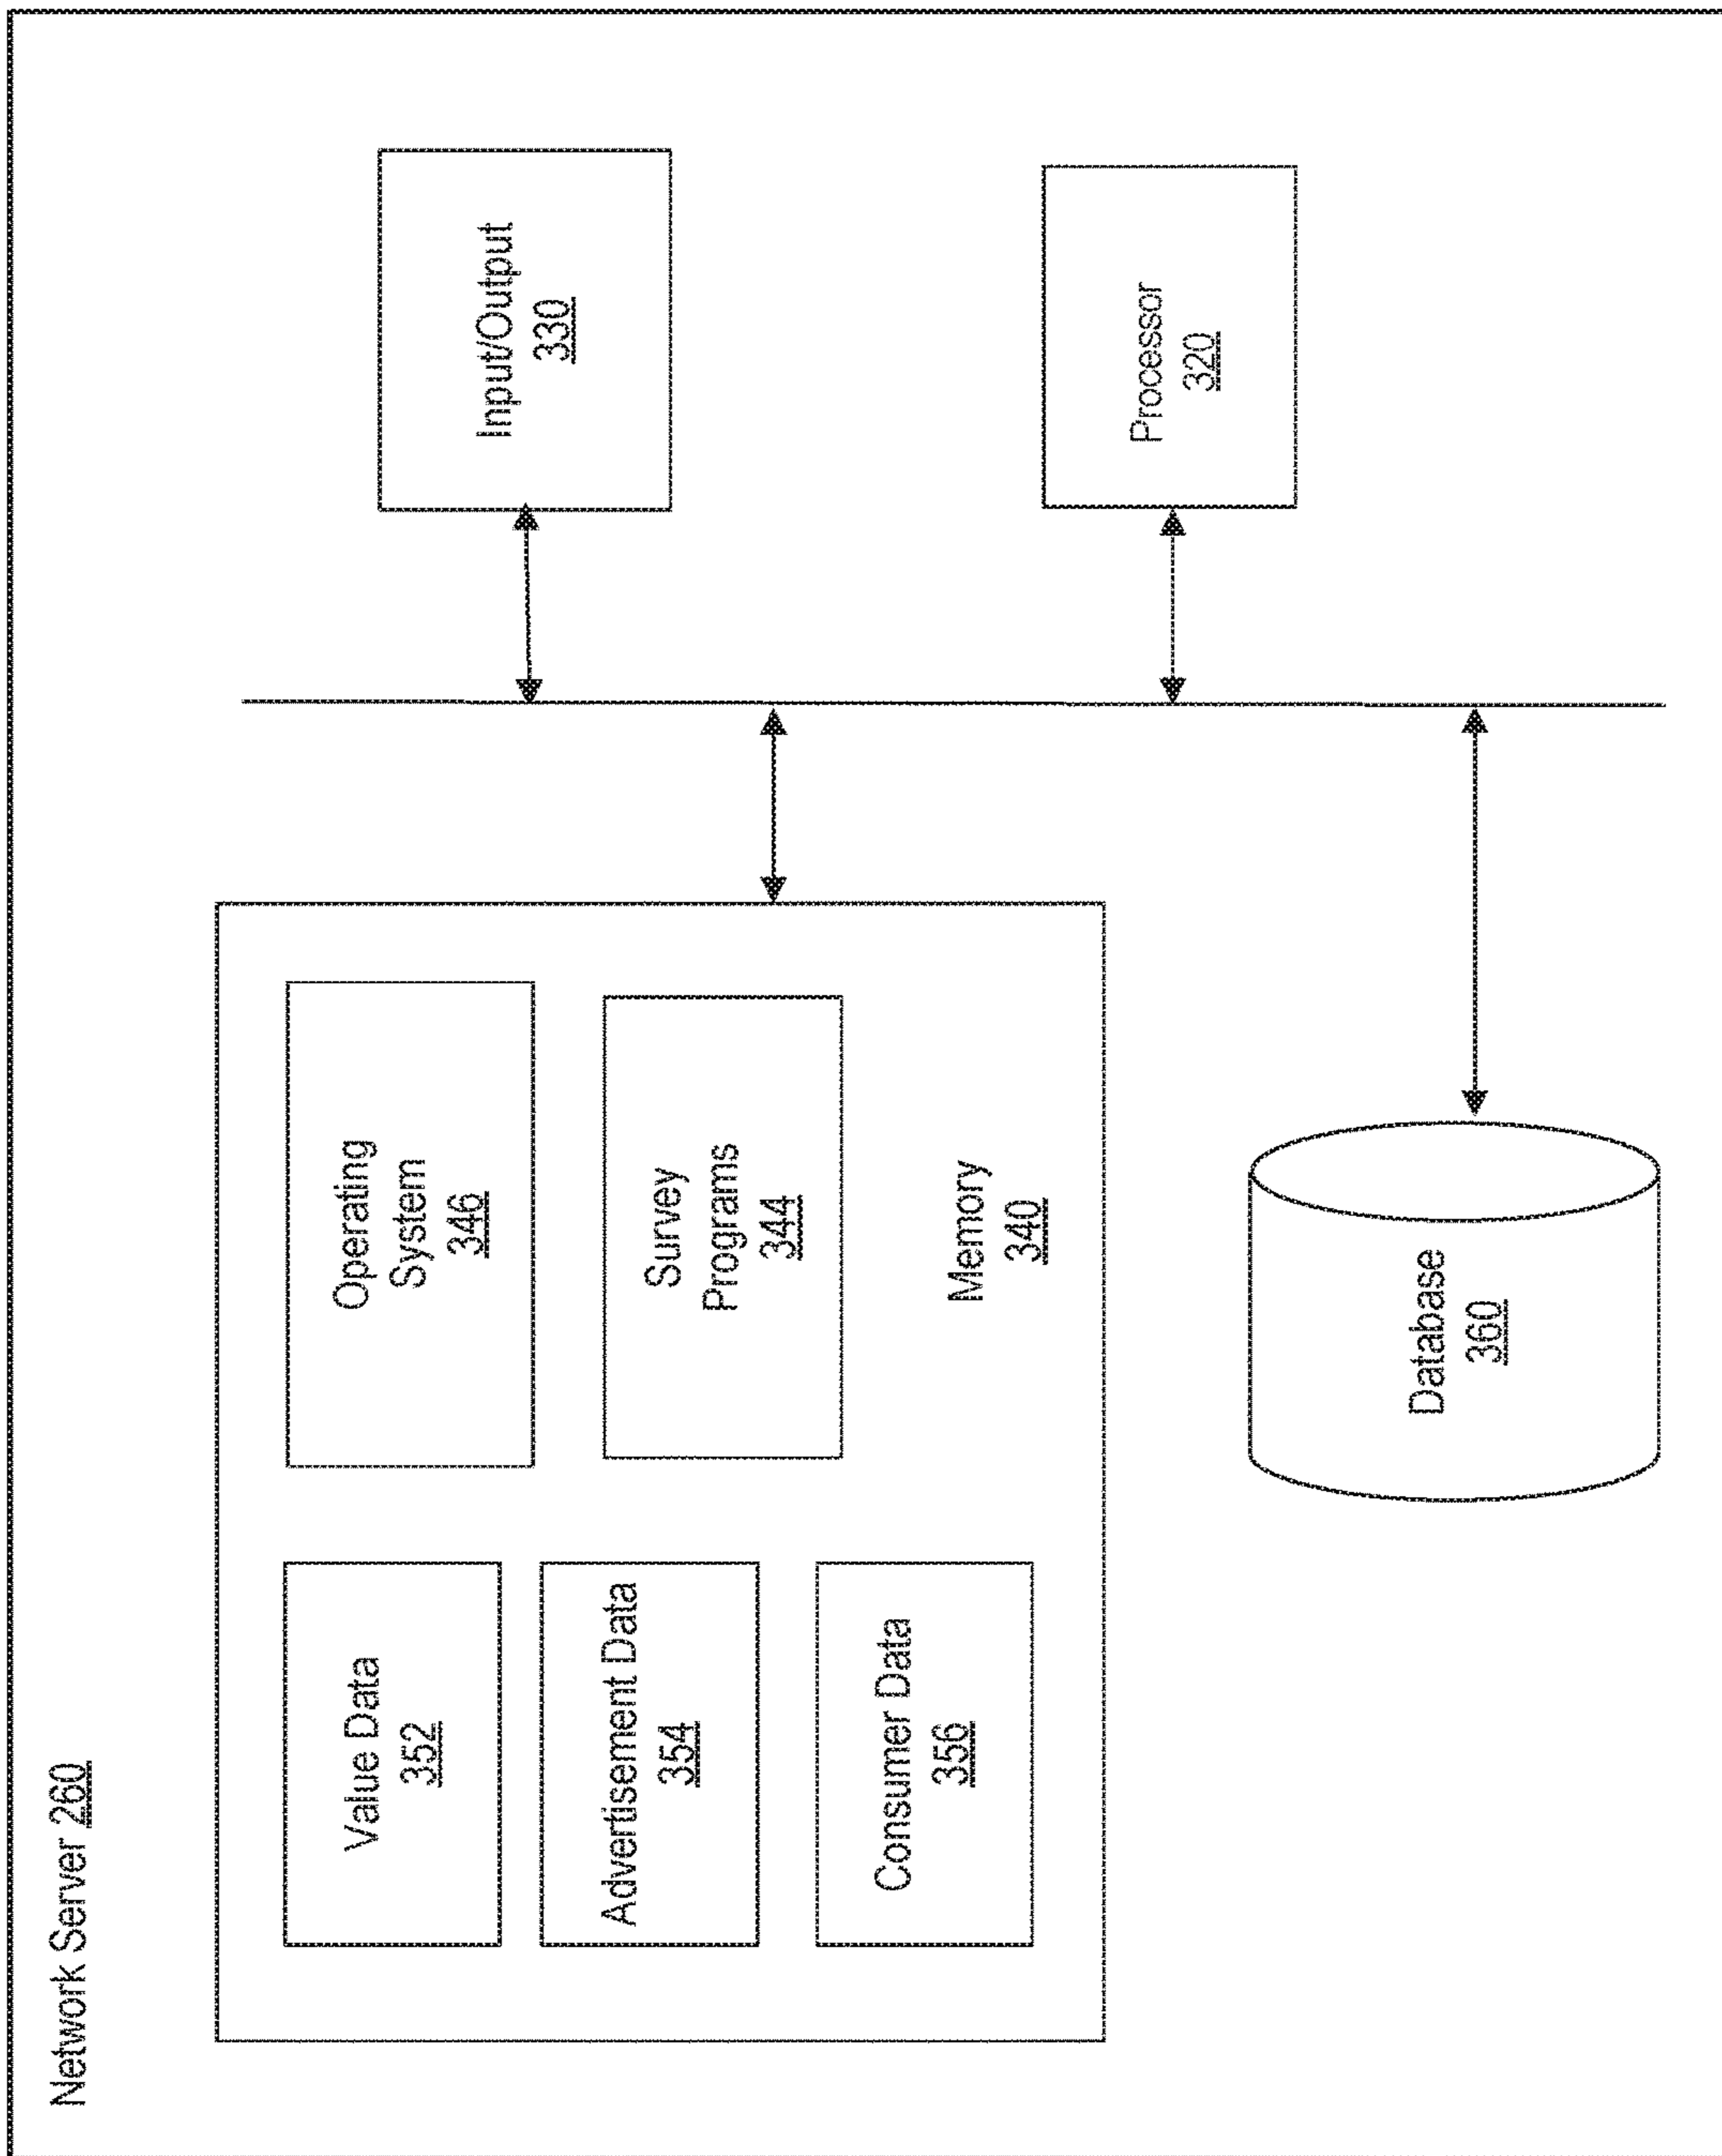 Network Server 260
Value Data
352
Operating
System
346
Input/Output
330
Advertisement Data
354
Survey
Programs
344
Consumer Data
356
Memory
340
Processor
320
Database
360